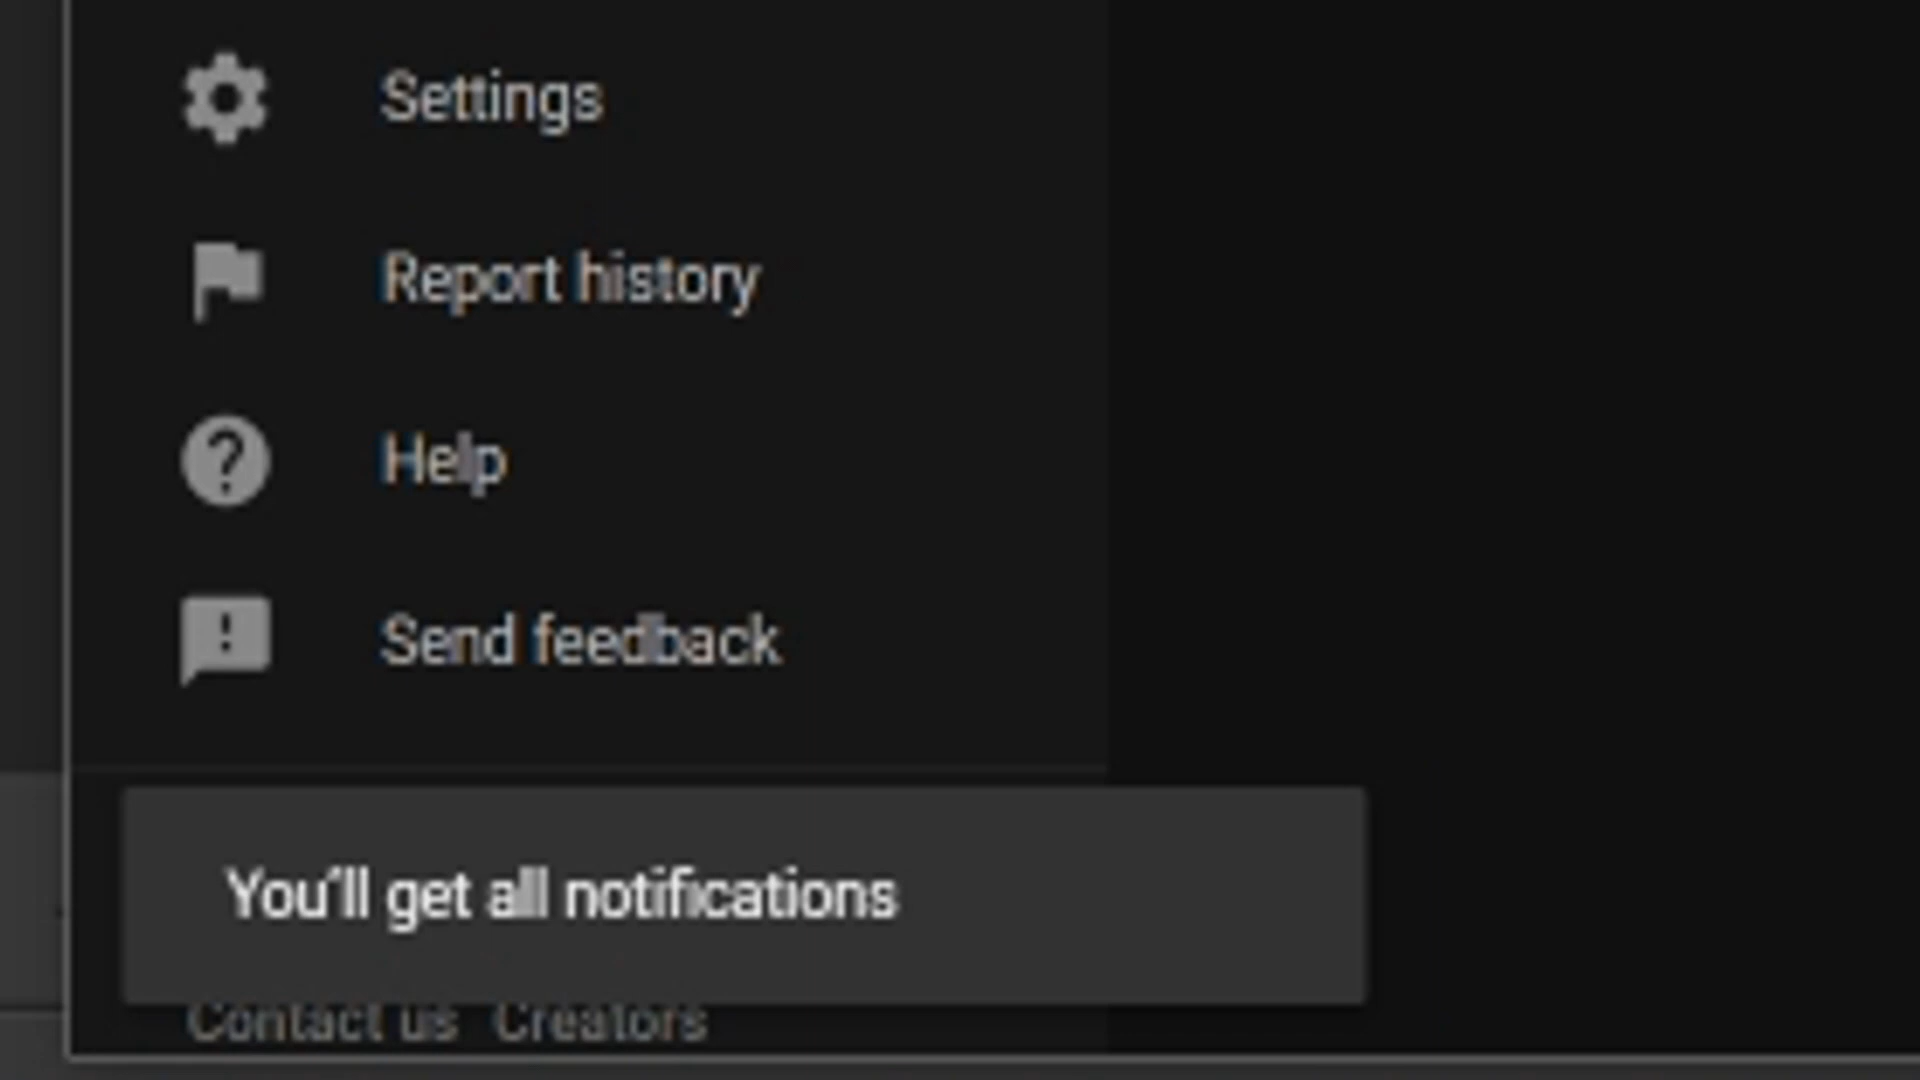 Settings
Report history
Help
Send feedback
You'll get all notifications
Contact us Creators